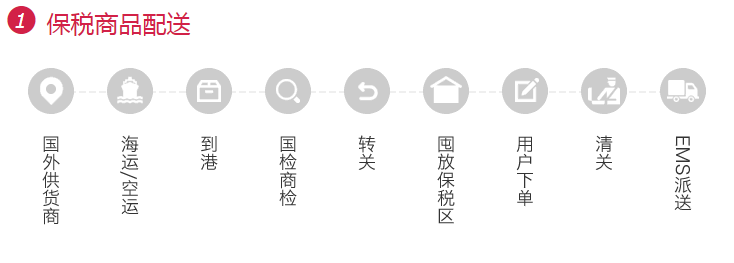 1 保税商品配送
国外供货商
海运/空运
到港
国检商检
转关
囤放保税区
用户下单
清关
EMS派送